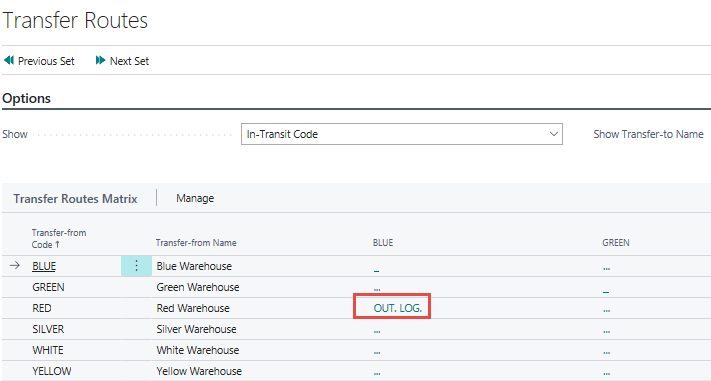 Transfer Routes
Previous Set Next Set
Options
Show In-Transit Code Show Transfer-to Name
Transfer Routes Matrix Manage
Transfer-from
Code ↑ Transfer-from Name BLUE GREEN
→ BLUE Blue Warehouse _ ...
GREEN Green Warehouse ... _
RED Red Warehouse OUT. LOG. ...
SILVER Silver Warehouse ... ...
WHITE White Warehouse ... ...
YELLOW Yellow Warehouse ... ...